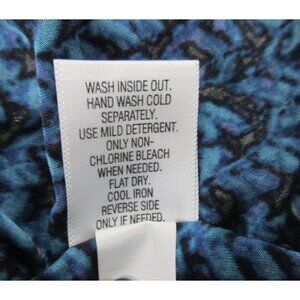 WASH INSIDE OUT.
HAND WASH COLD
SEPARATELY.
USE MILD DETERGENT.
ONLY NON-
CHLORINE BLEACH
WHEN NEEDED.
FLAT DRY.
COOL IRON
REVERSE SIDE
ONLY IF NEEDED.